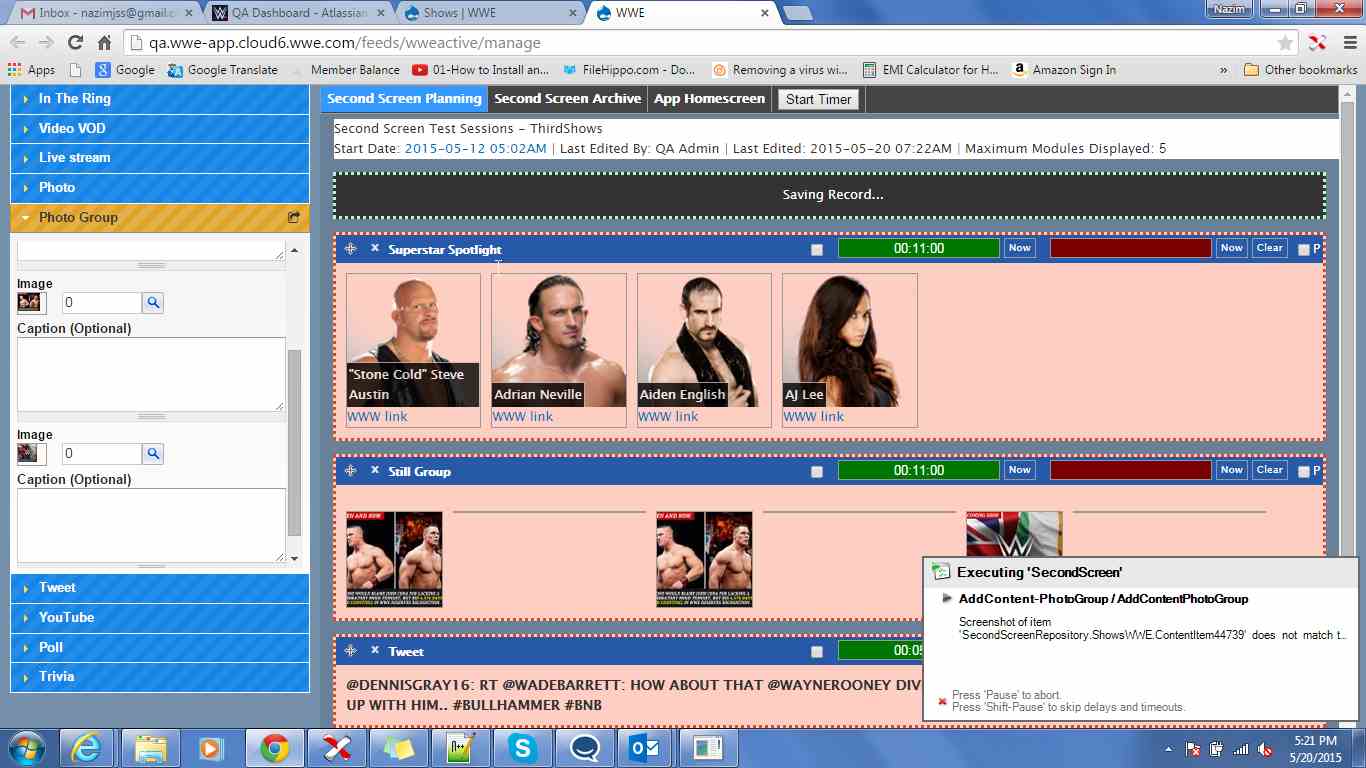 Inbox - nazimjss@gmail.c
QA Dashboard - Atlassian
Shows | WWE
WWE
Nazim
qa.wwe-app.cloud6.wwe.com/feeds/wweactive/manage
Apps
Google
Google Translate
Member Balance
01-How to Install an...
FileHippo.com - Do...
Removing a virus wi...
EMI Calculator for H...
Amazon Sign In
»
Other bookmarks
In The Ring
Video VOD
Live stream
Photo
Photo Group
Image
0
Caption (Optional)
Image
0
Caption (Optional)
Tweet
YouTube
Poll
Trivia
Second Screen Planning
Second Screen Archive
App Homescreen
Start Timer
Second Screen Test Sessions - ThirdShows
Start Date: 2015-05-12 05:02AM | Last Edited By: QA Admin | Last Edited: 2015-05-20 07:22AM | Maximum Modules Displayed: 5
Saving Record...
Superstar Spotlight
00:11:00
Now
Now
Clear
P
"Stone Cold" Steve
Austin
WWW link
Adrian Neville
WWW link
Aiden English
WWW link
AJ Lee
WWW link
Still Group
00:11:00
Now
Now
Clear
P
EN AND NOW
EN AND NOW
COMING SOON
Tweet
00:05
@DENNISGRAY16: RT @WADEBARRETT: HOW ABOUT THAT @WAYNEROONEY DIV
UP WITH HIM.. #BULLHAMMER #BNB
Executing 'SecondScreen'
AddContent-PhotoGroup / AddContentPhotoGroup
Screenshot of item
'SecondScreenRepository.ShowsWWE.ContentItem44739' does not match t...
Press 'Pause' to abort.
Press 'Shift-Pause' to skip delays and timeouts.
5:21 PM
5/20/2015